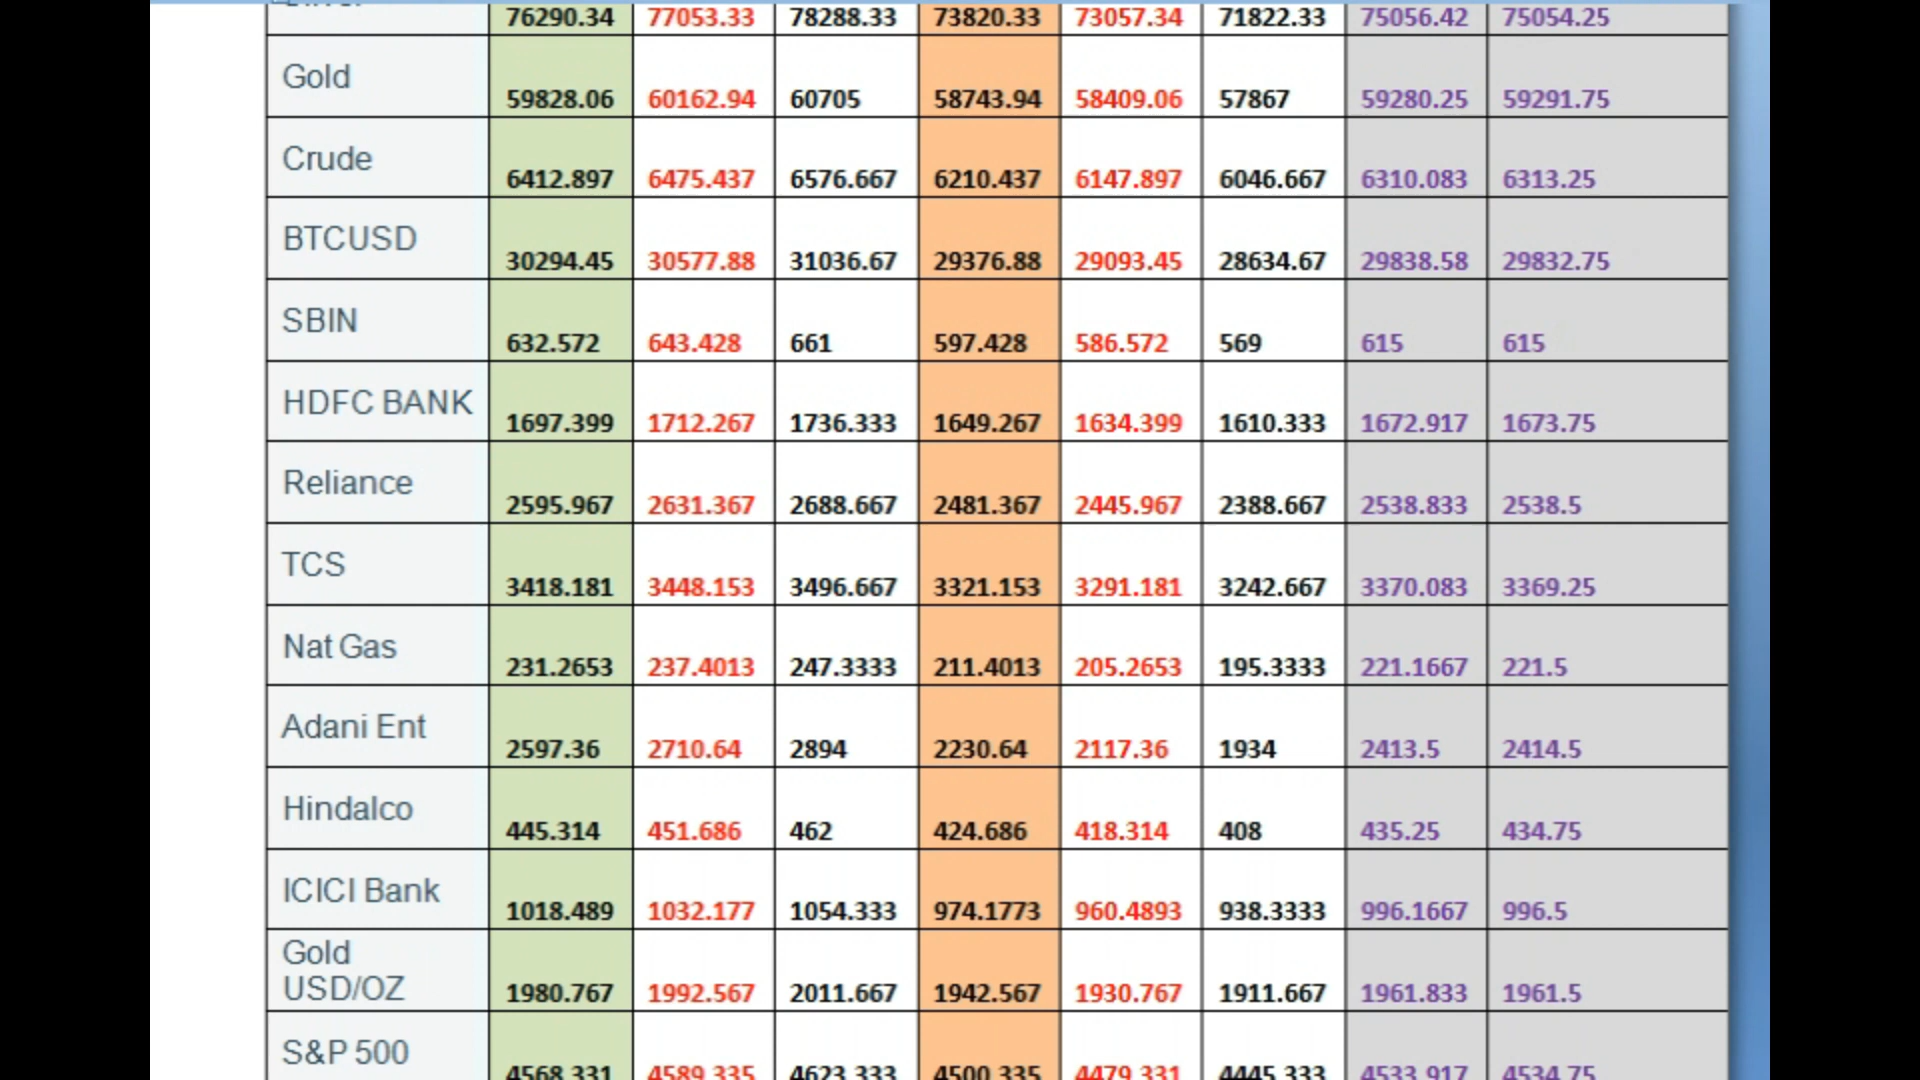 76290.34 77053.33 78288.33 73820.33 73057.34 71822.33 75056.42 75054.25
Gold 59828.06 60162.94 60705 58743.94 58409.06 57867 59280.25 59291.75
Crude 6412.897 6475.437 6576.667 6210.437 6147.897 6046.667 6310.083 6313.25
BTCUSD 30294.45 30577.88 31036.67 29376.88 29093.45 28634.67 29838.58 29832.75
SBIN 632.572 643.428 661 597.428 586.572 569 615 615
HDFC BANK 1697.399 1712.267 1736.333 1649.267 1634.399 1610.333 1672.917 1673.75
Reliance 2595.967 2631.367 2688.667 2481.367 2445.967 2388.667 2538.833 2538.5
TCS 3418.181 3448.153 3496.667 3321.153 3291.181 3242.667 3370.083 3369.25
Nat Gas 231.2653 237.4013 247.3333 211.4013 205.2653 195.3333 221.1667 221.5
Adani Ent 2597.36 2710.64 2894 2230.64 2117.36 1934 2413.5 2414.5
Hindalco 445.314 451.686 462 424.686 418.314 408 435.25 434.75
ICICI Bank 1018.489 1032.177 1054.333 974.1773 960.4893 938.3333 996.1667 996.5
Gold
USD/OZ 1980.767 1992.567 2011.667 1942.567 1930.767 1911.667 1961.833 1961.5
S&P 500 4568.331 4589.335 4623.333 4500.335 4479.331 4445.333 4533.917 4534.75